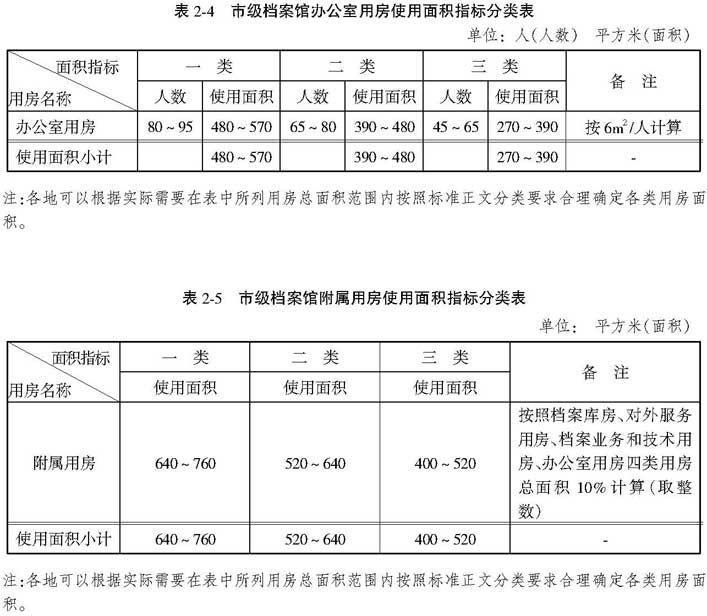 表 2-4 市级档案馆办公室用房使用面积指标分类表
单位：人(人数) 平方米(面积)
面积指标 一 类 二 类 三 类 备 注
用房名称 人数 使用面积 人数 使用面积 人数 使用面积
办公室用房 80～95 480～570 65～80 390～480 45～65 270～390 按 6m²/人计算
使用面积小计 480～570 390～480 270～390 -
注：各地可以根据实际需要在表中所列用房总面积范围内按照标准正文分类要求合理确定各类用房面
积。
表 2-5 市级档案馆附属用房使用面积指标分类表
单位： 平方米(面积)
面积指标 一 类 二 类 三 类 备 注
用房名称 使用面积 使用面积 使用面积
附属用房 640～760 520～640 400～520
按照档案库房、对外服务
用房、档案业务和技术用
房、办公室用房四类用房
总面积 10%计算(取整
数)
使用面积小计 640～760 520～640 400～520 -
注：各地可以根据实际需要在表中所列用房总面积范围内按照标准正文分类要求合理确定各类用房面
积。